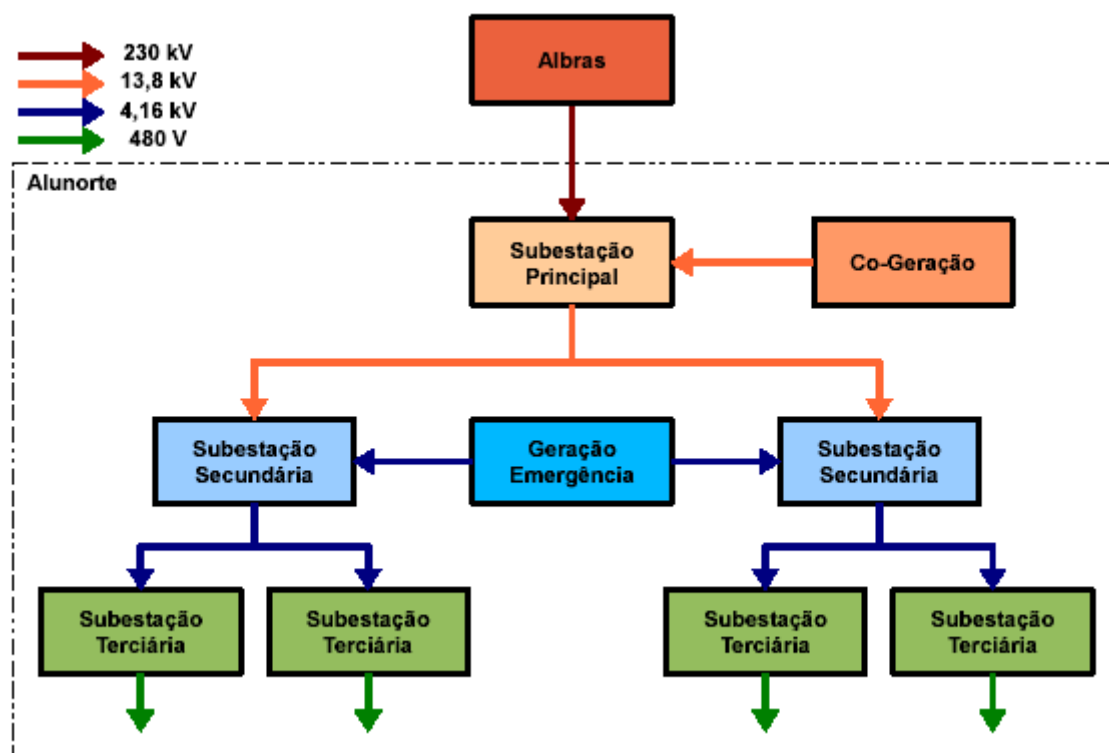 230 kV
13,8 kV
4,16 kV
480 V
Albras
Alunorte
Subestação
Principal
Co-Geração
Subestação
Secundária
Geração
Emergência
Subestação
Secundária
Subestação
Terciária
Subestação
Terciária
Subestação
Terciária
Subestação
Terciária